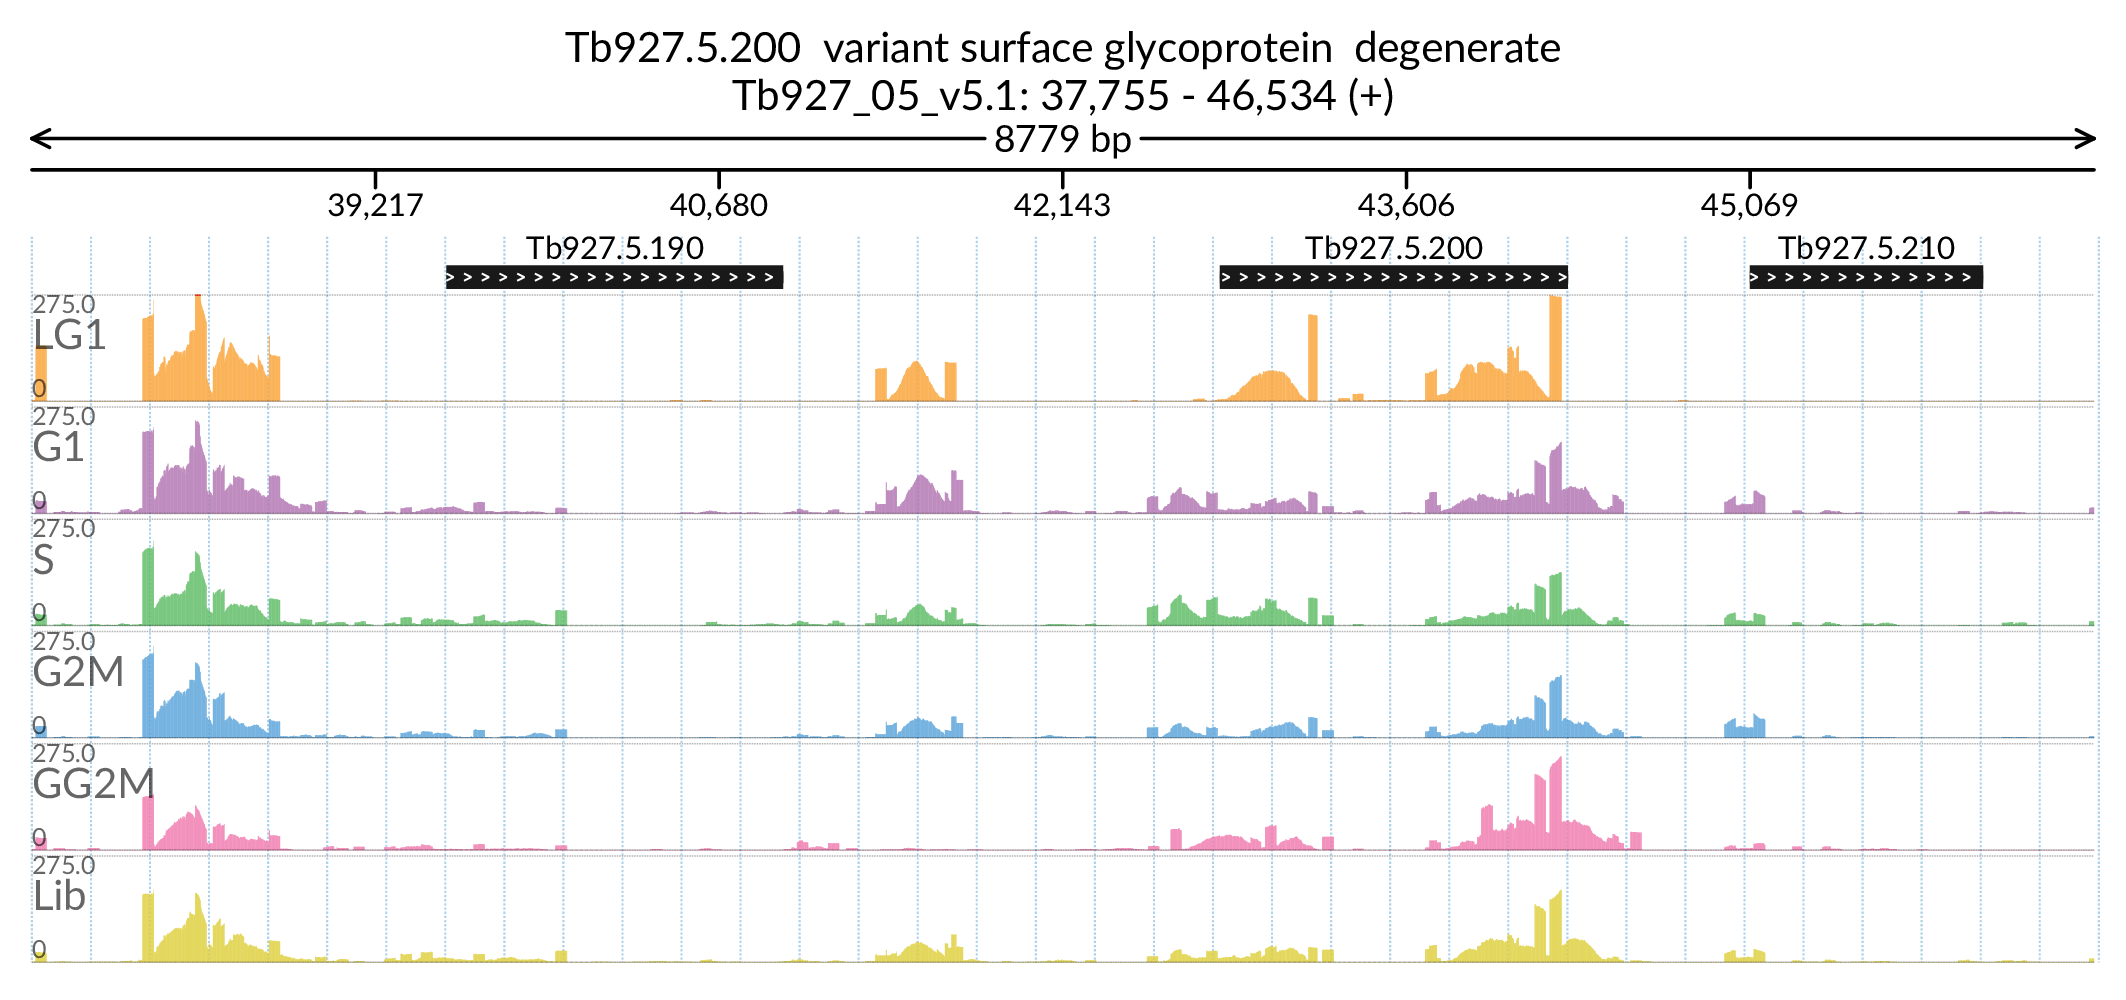 Tb927.5.200  variant surface glycoprotein  degenerate
Tb927_05_v5.1: 37,755 - 46,534 (+)
8779 bp
39,217 40,680 42,143 43,606 45,069
Tb927.5.190 Tb927.5.200 Tb927.5.210
275.0
LG1
0
275.0
G1
0
275.0
S
0
275.0
G2M
0
275.0
GG2M
0
275.0
Lib
0